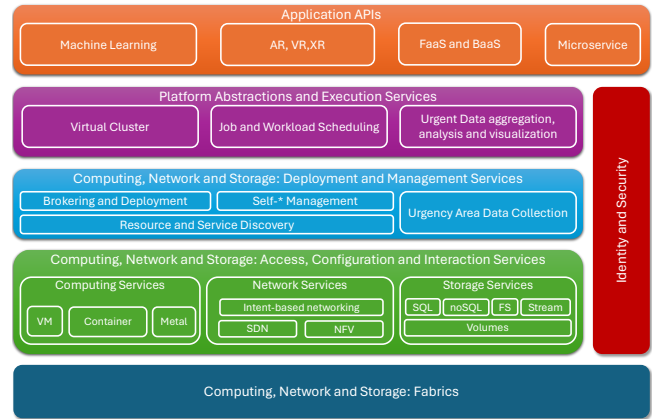 Application APIs
Machine Learning
AR, VR,XR
FaaS and BaaS
Microservice
Platform Abstractions and Execution Services
Virtual Cluster
Job and Workload Scheduling
Urgent Data aggregation,
analysis and visualization
Computing, Network and Storage: Deployment and Management Services
Brokering and Deployment
Self-* Management
Resource and Service Discovery
Urgency Area Data Collection
Computing, Network and Storage: Access, Configuration and Interaction Services
Computing Services
VM
Container
Metal
Network Services
Intent-based networking
SDN
NFV
Storage Services
SQL
noSQL
FS
Stream
Volumes
Identity and Security
Computing, Network and Storage: Fabrics